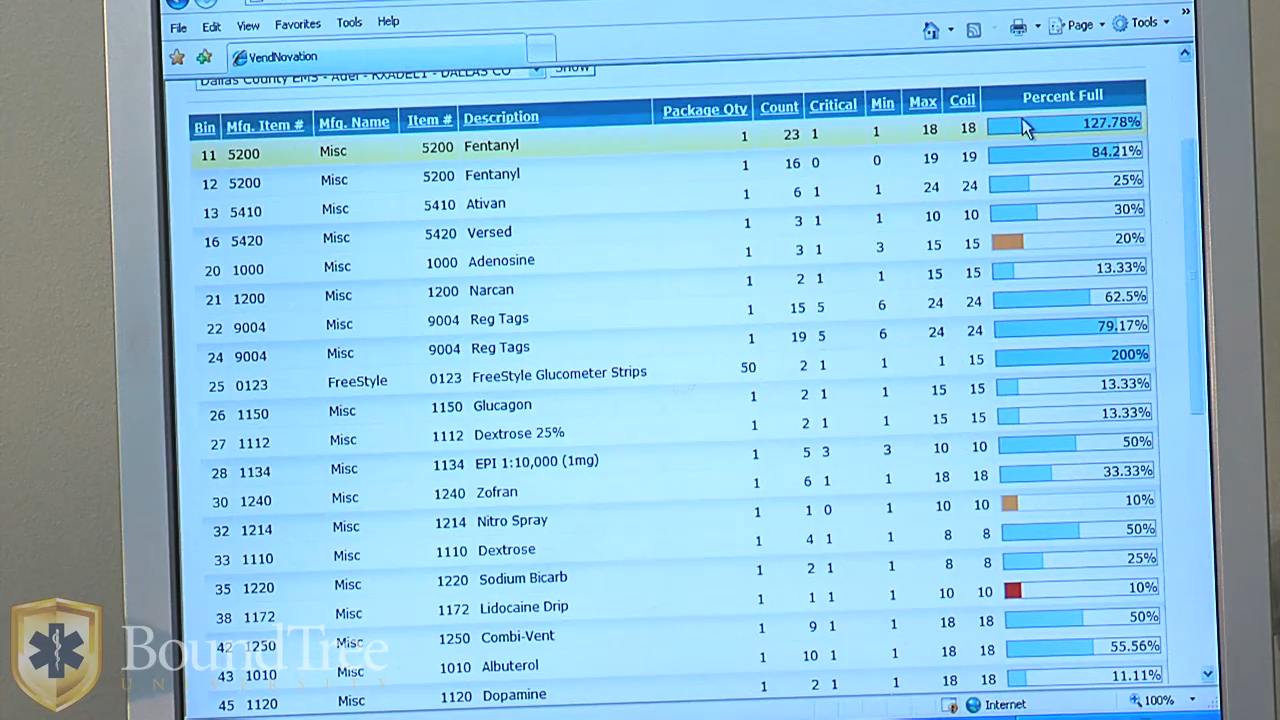 File Edit View Favorites Tools Help
Page Tools
VendNovation
Dallas County EMS - Adel - RXADEL1 - DALLAS CO Show
Bin Mfg. Item # Mfg. Name Item # Description Package Qty Count Critical Min Max Coil Percent Full
11 5200 Misc 5200 Fentanyl 1 23 1 1 18 18 127.78%
12 5200 Misc 5200 Fentanyl 1 16 0 0 19 19 84.21%
13 5410 Misc 5410 Ativan 1 6 1 1 24 24 25%
16 5420 Misc 5420 Versed 1 3 1 1 10 10 30%
20 1000 Misc 1000 Adenosine 1 3 1 3 15 15 20%
21 1200 Misc 1200 Narcan 1 2 1 1 15 15 13.33%
22 9004 Misc 9004 Reg Tags 1 15 5 6 24 24 62.5%
24 9004 Misc 9004 Reg Tags 1 19 5 6 24 24 79.17%
25 0123 FreeStyle 0123 FreeStyle Glucometer Strips 50 2 1 1 1 15 200%
26 1150 Misc 1150 Glucagon 1 2 1 1 15 15 13.33%
27 1112 Misc 1112 Dextrose 25% 1 2 1 1 15 15 13.33%
28 1134 Misc 1134 EPI 1:10,000 (1mg) 1 5 3 3 10 10 50%
30 1240 Misc 1240 Zofran 1 6 1 1 18 18 33.33%
32 1214 Misc 1214 Nitro Spray 1 1 0 1 10 10 10%
33 1110 Misc 1110 Dextrose 1 4 1 1 8 8 50%
35 1220 Misc 1220 Sodium Bicarb 1 2 1 1 8 8 25%
38 1172 Misc 1172 Lidocaine Drip 1 1 1 1 10 10 10%
42 1250 Misc 1250 Combi-Vent 1 9 1 1 18 18 50%
43 1010 Misc 1010 Albuterol 1 10 1 1 18 18 55.56%
45 1120 Misc 1120 Dopamine 1 2 1 1 18 18 11.11%
Internet 100%
BoundTree
UNIVERSITY